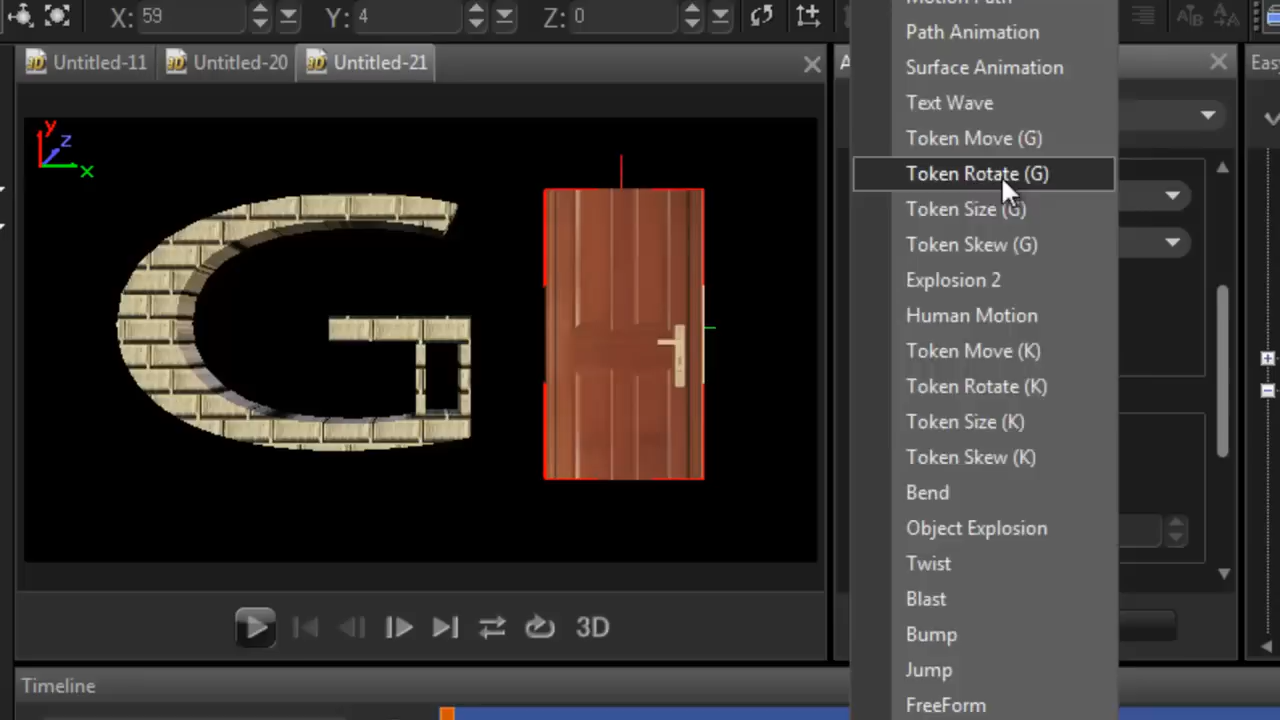 X: 59 Y: 4 Z: 0
Untitled-11 Untitled-20 Untitled-21
Motion Path
Path Animation
Surface Animation
Text Wave
Token Move (G)
Token Rotate (G)
Token Size (G)
Token Skew (G)
Explosion 2
Human Motion
Token Move (K)
Token Rotate (K)
Token Size (K)
Token Skew (K)
Bend
Object Explosion
Twist
Blast
Bump
Jump
FreeForm
y
z
x
G
3D
Timeline